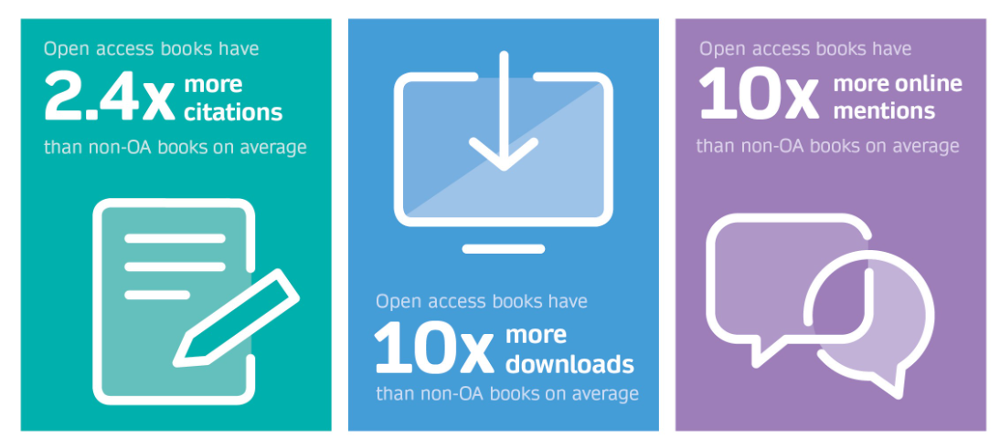 Open access books have
2.4x more
citations
than non-OA books on average
Open access books have
10x more
downloads
than non-OA books on average
Open access books have
10x more online
mentions
than non-OA books on average